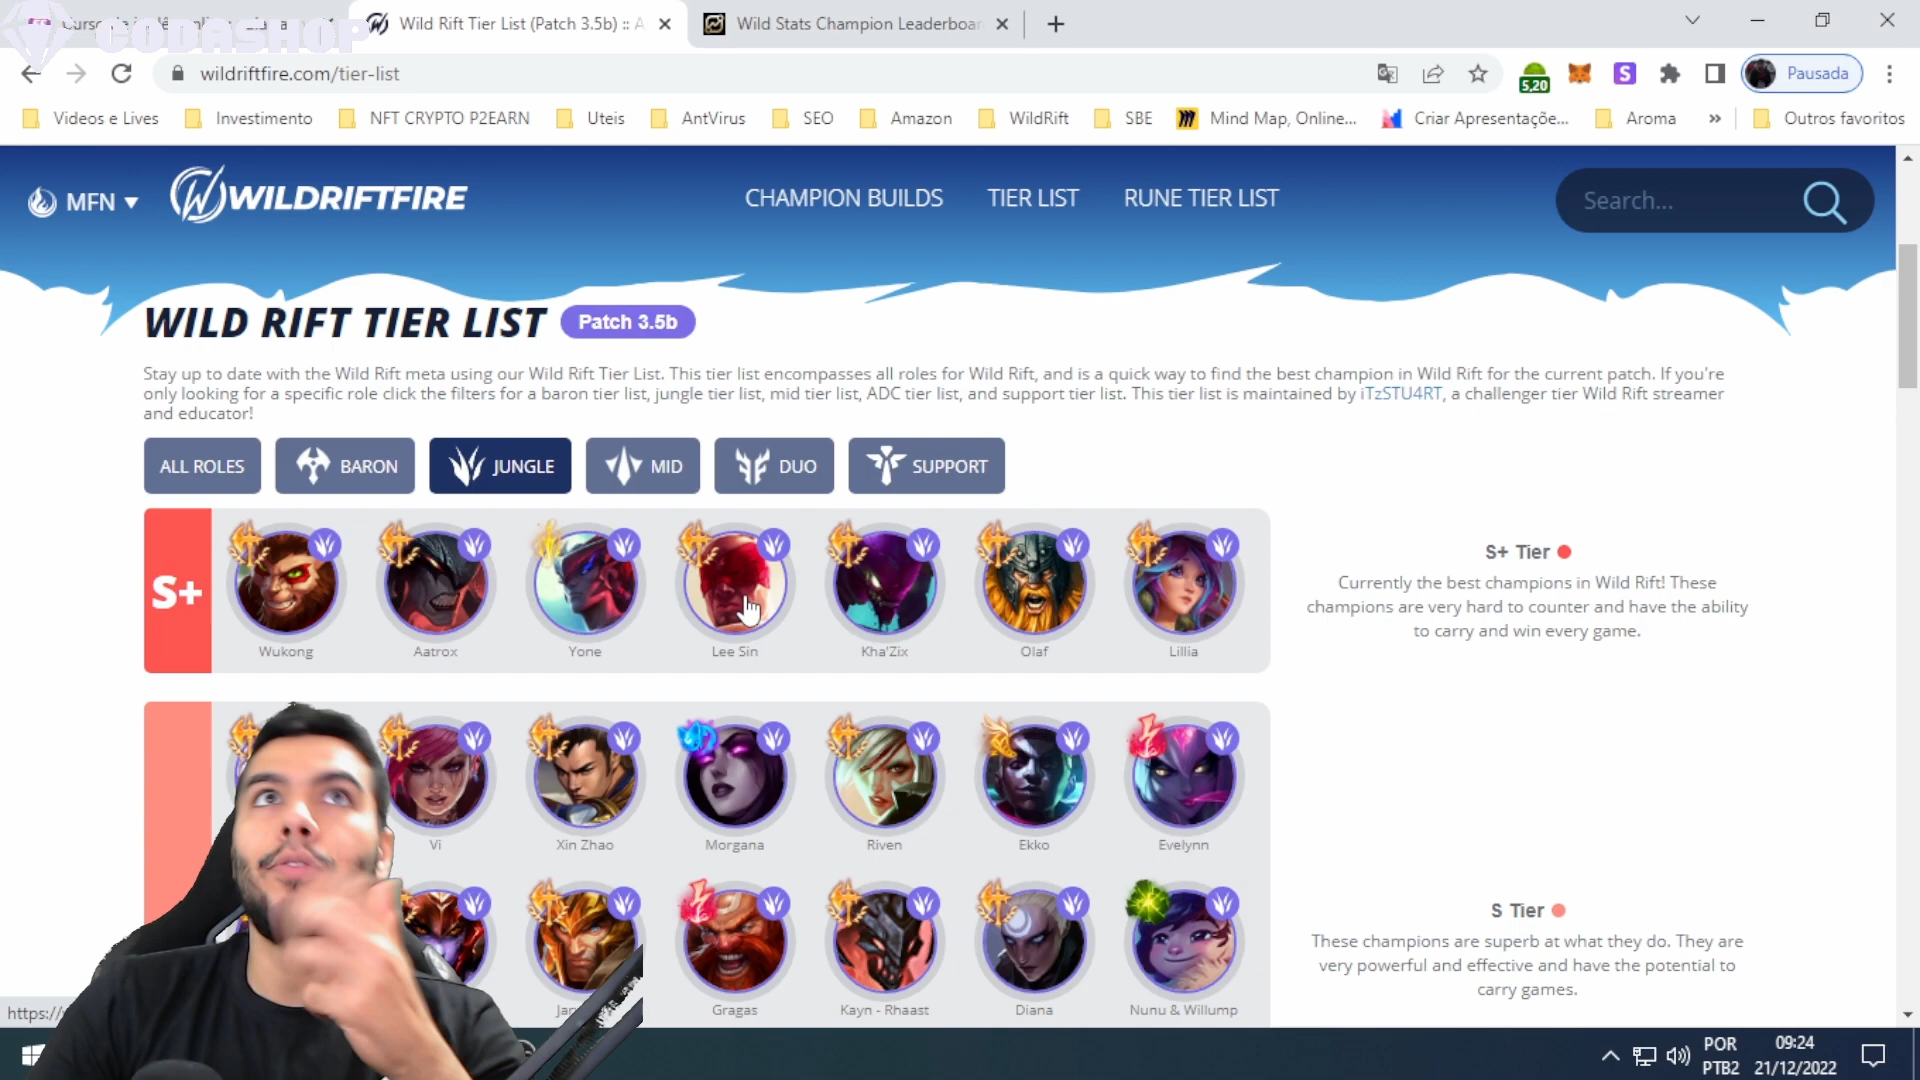 CODASHOP
Wild Rift Tier List (Patch 3.5b) :: A
Wild Stats Champion Leaderboar
wildriftfire.com/tier-list
5,20
S
Pausada
Videos e Lives
Investimento
NFT CRYPTO P2EARN
Uteis
AntVirus
SEO
Amazon
WildRift
SBE
Mind Map, Online...
Criar Apresentaçõe...
Aroma
Outros favoritos
MFN
WILDRIFTFIRE
CHAMPION BUILDS
TIER LIST
RUNE TIER LIST
Search...
WILD RIFT TIER LIST
Patch 3.5b
Stay up to date with the Wild Rift meta using our Wild Rift Tier List. This tier list encompasses all roles for Wild Rift, and is a quick way to find the best champion in Wild Rift for the current patch. If you're
only looking for a specific role click the filters for a baron tier list, jungle tier list, mid tier list, ADC tier list, and support tier list. This tier list is maintained by iTzSTU4RT, a challenger tier Wild Rift streamer
and educator!
ALL ROLES
BARON
JUNGLE
MID
DUO
SUPPORT
S+
Wukong
Aatrox
Yone
Lee Sin
Kha'Zix
Olaf
Lillia
S+ Tier
Currently the best champions in Wild Rift! These
champions are very hard to counter and have the ability
to carry and win every game.
Vi
Xin Zhao
Morgana
Riven
Ekko
Evelynn
Gragas
Kayn - Rhaast
Diana
Nunu & Willump
S Tier
These champions are superb at what they do. They are
very powerful and effective and have the potential to
carry games.
https://
POR
PTB2
09:24
21/12/2022